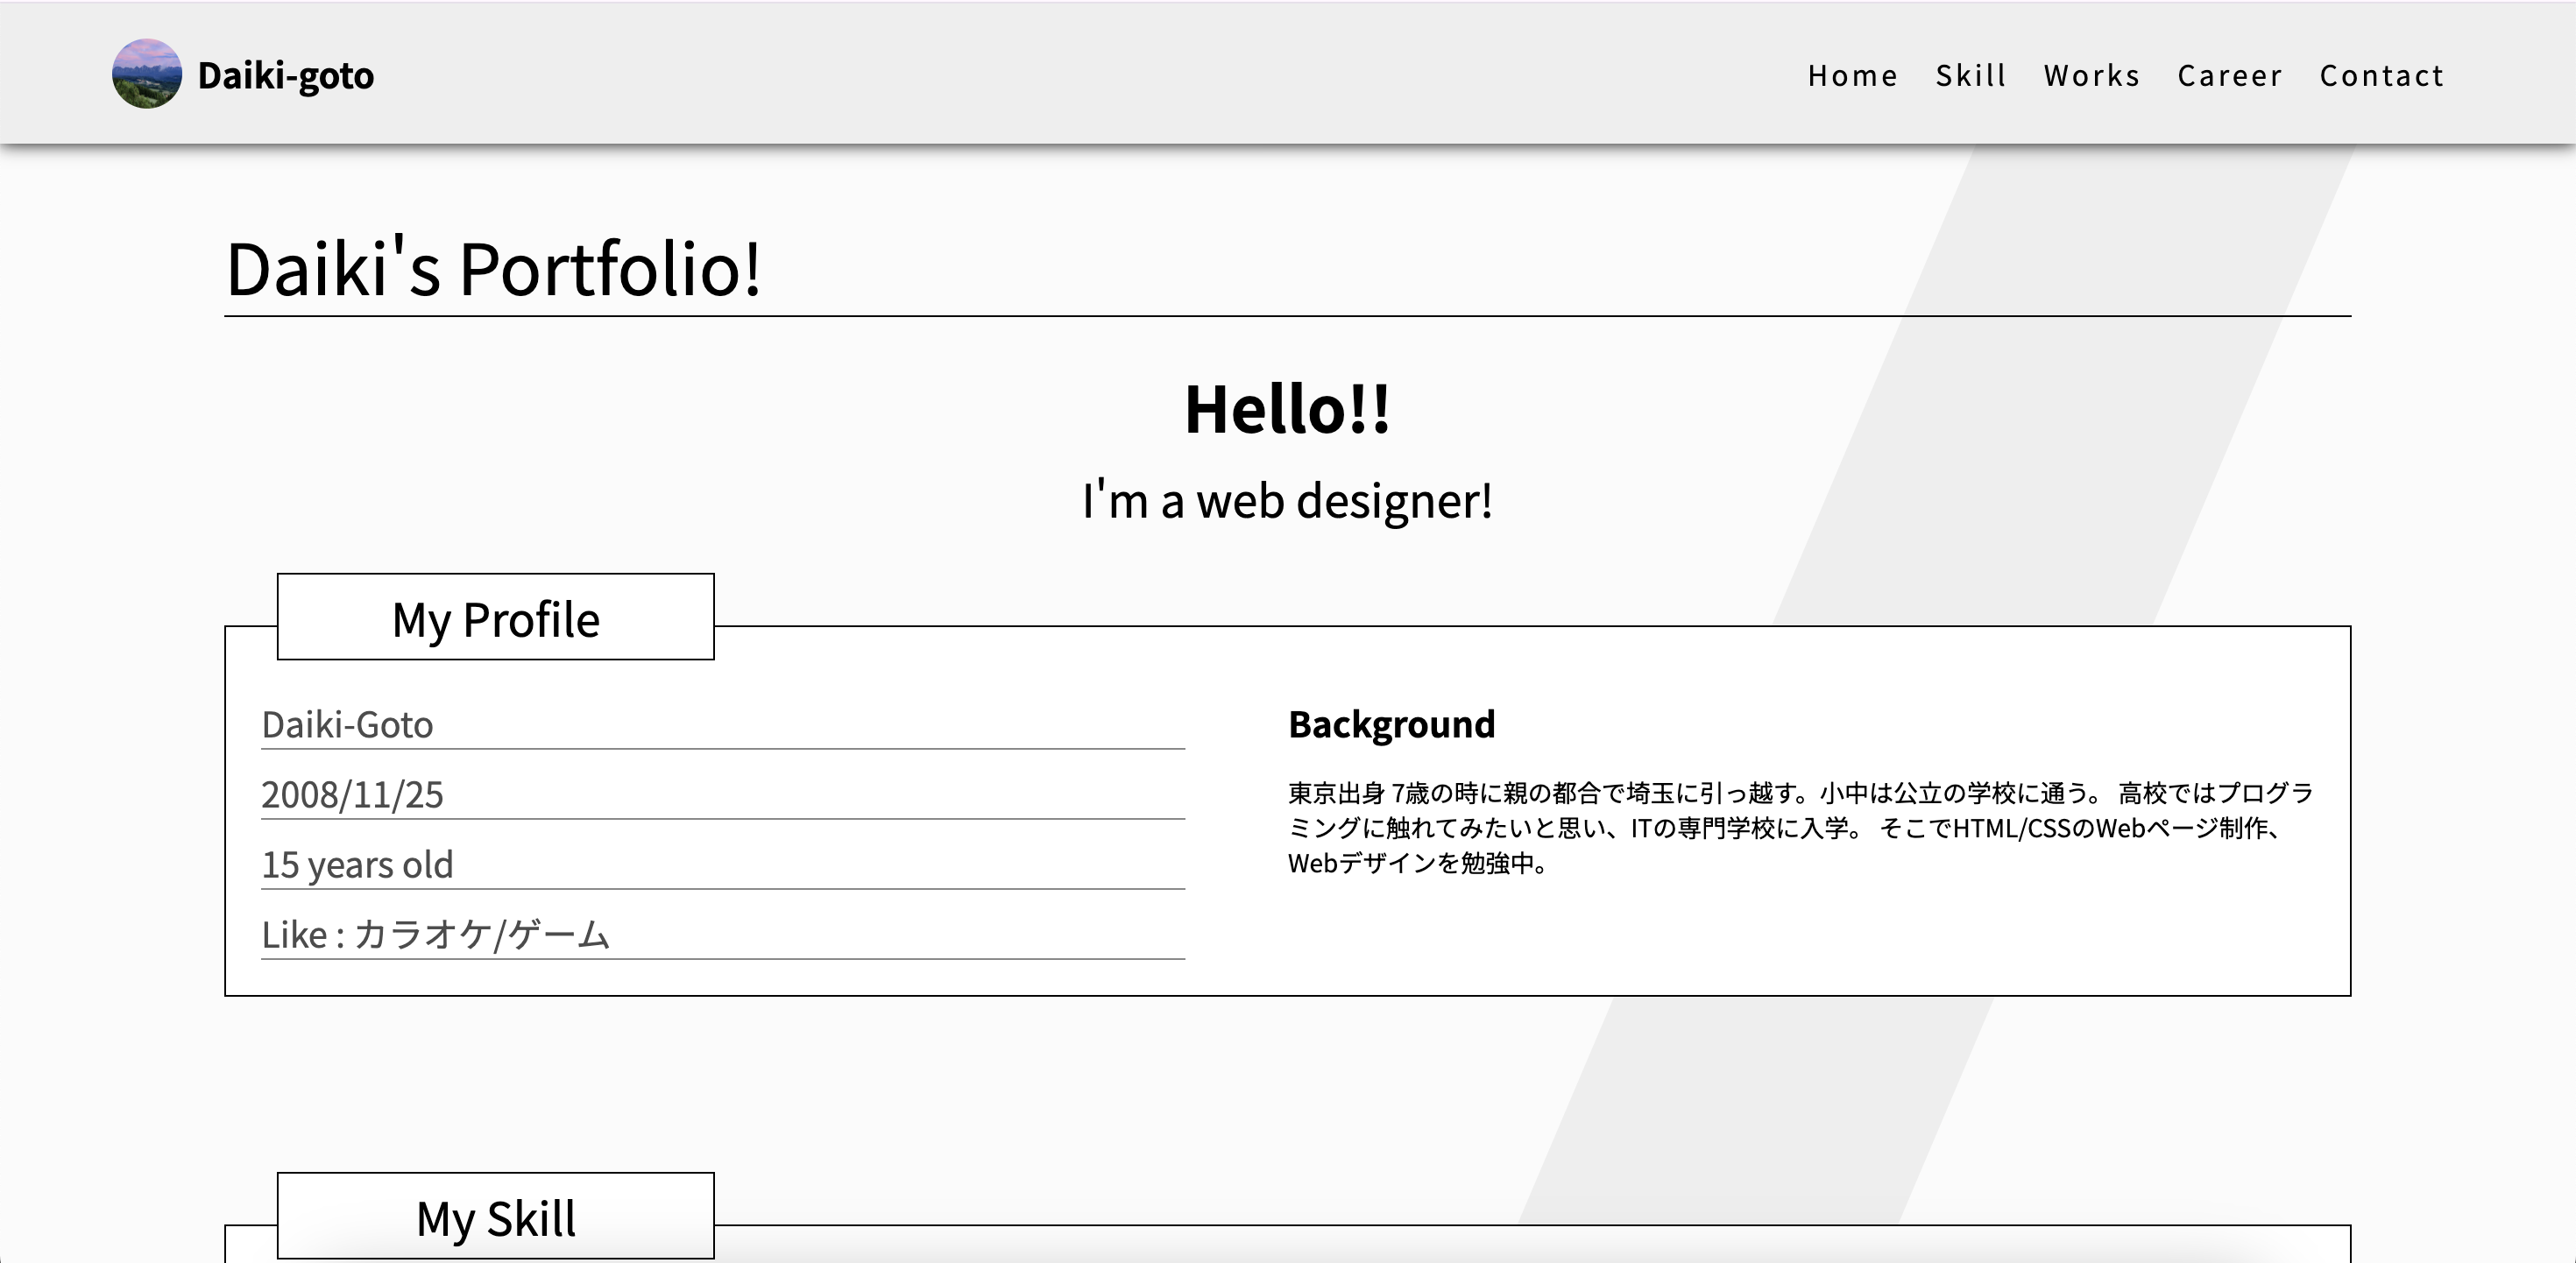 Daiki-goto
Home Skill Works Career Contact
Daiki's Portfolio!
Hello!!
I'm a web designer!
My Profile
Daiki-Goto
2008/11/25
15 years old
Like : カラオケ/ゲーム
Background
東京出身 7歳の時に親の都合で埼玉に引っ越す。小中は公立の学校に通う。 高校ではプログラ
ミングに触れてみたいと思い、ITの専門学校に入学。 そこでHTML/CSSのWebページ制作、
Webデザインを勉強中。
My Skill